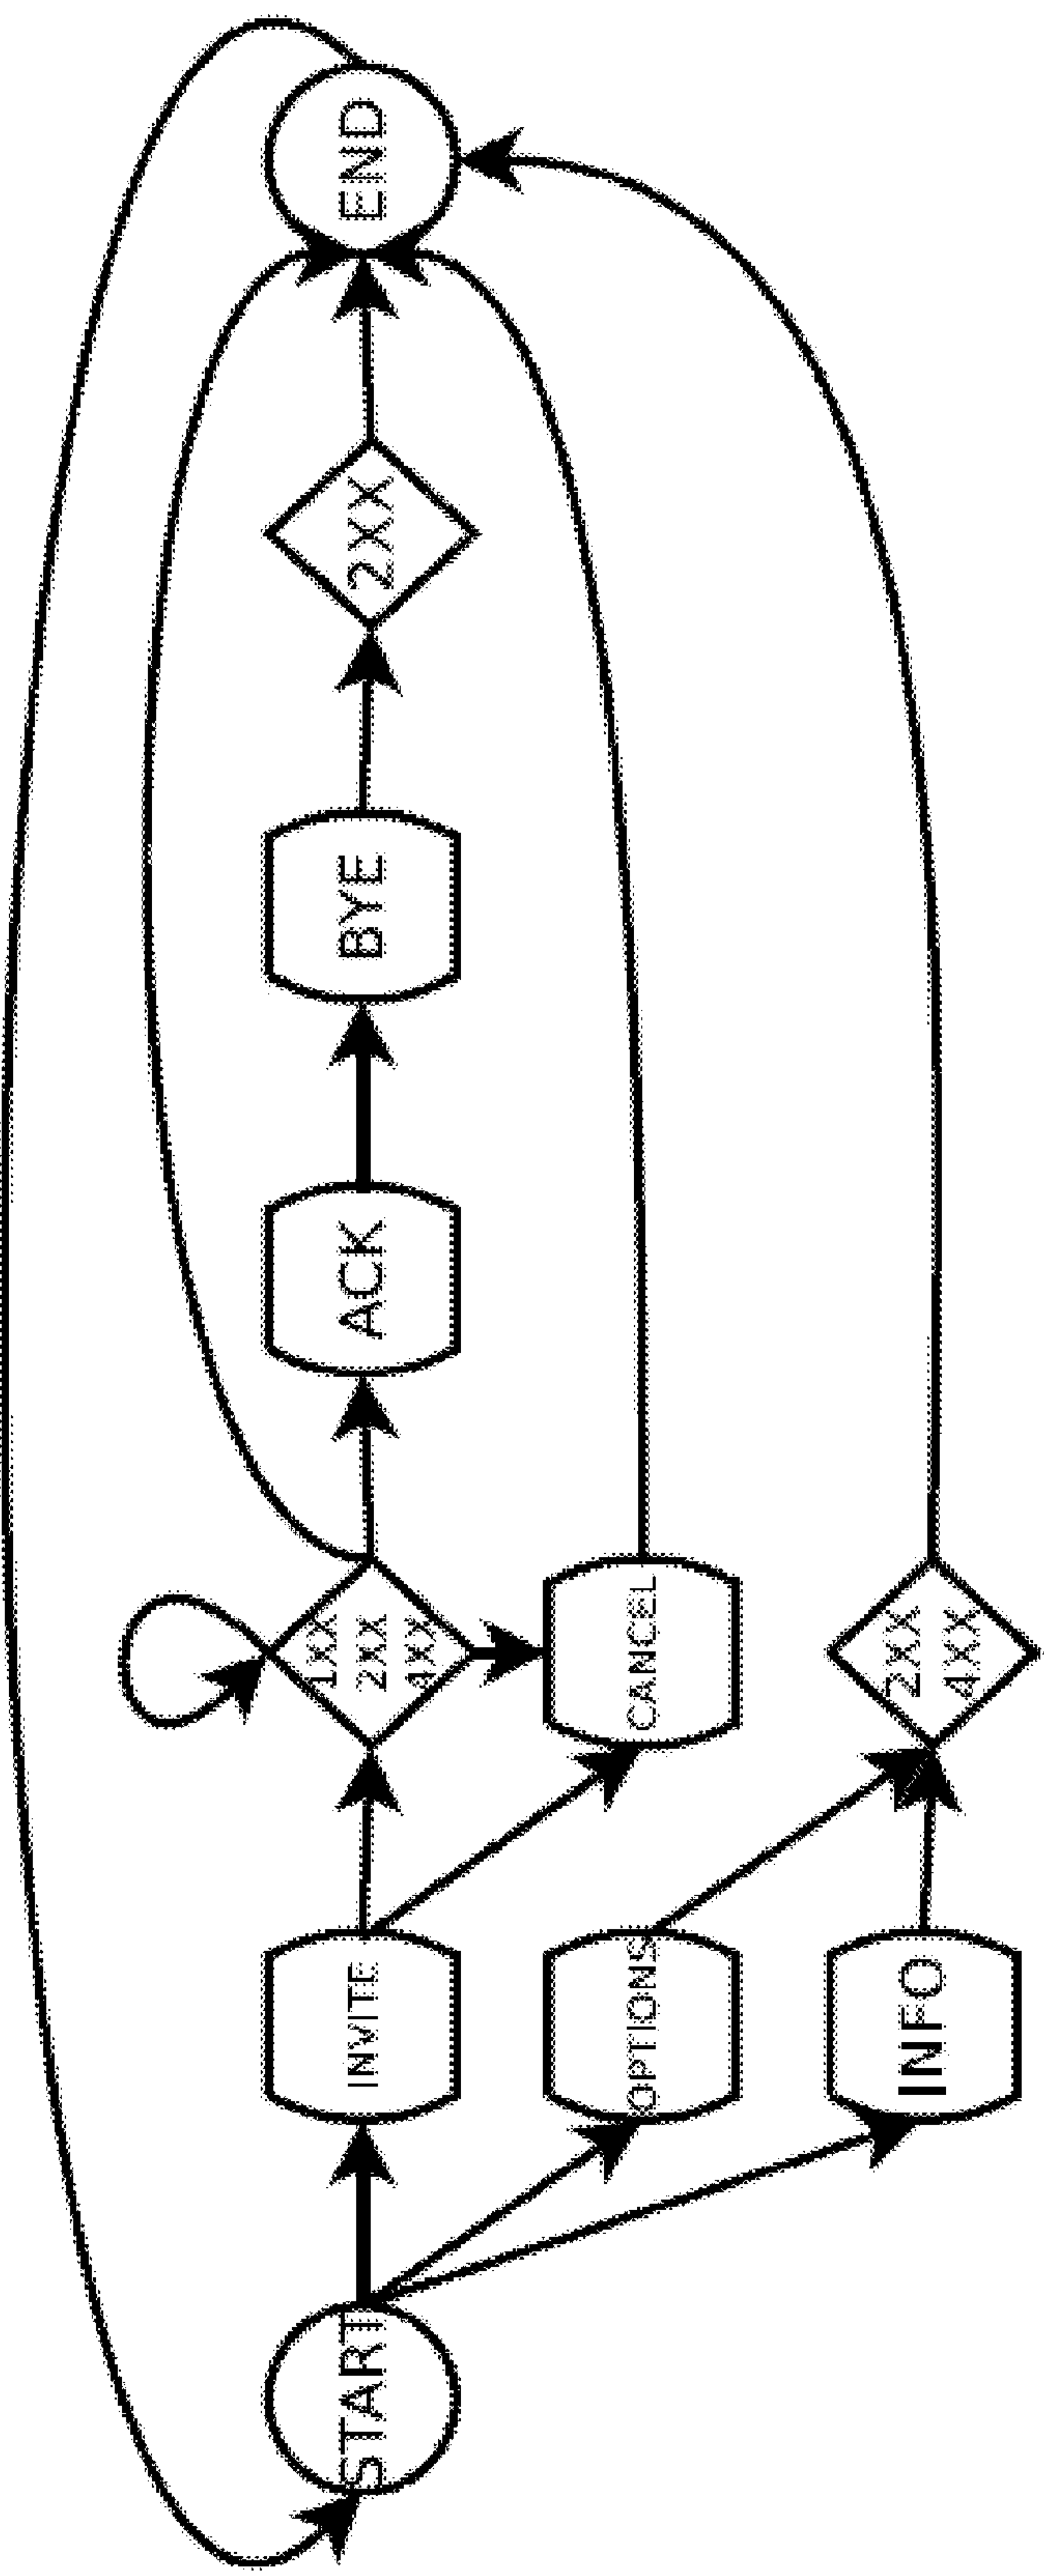 START
INVITE
1XX
2XX
4XX
ACK
BYE
2XX
END
OPTIONS
CANCEL
INFO
2XX
4XX